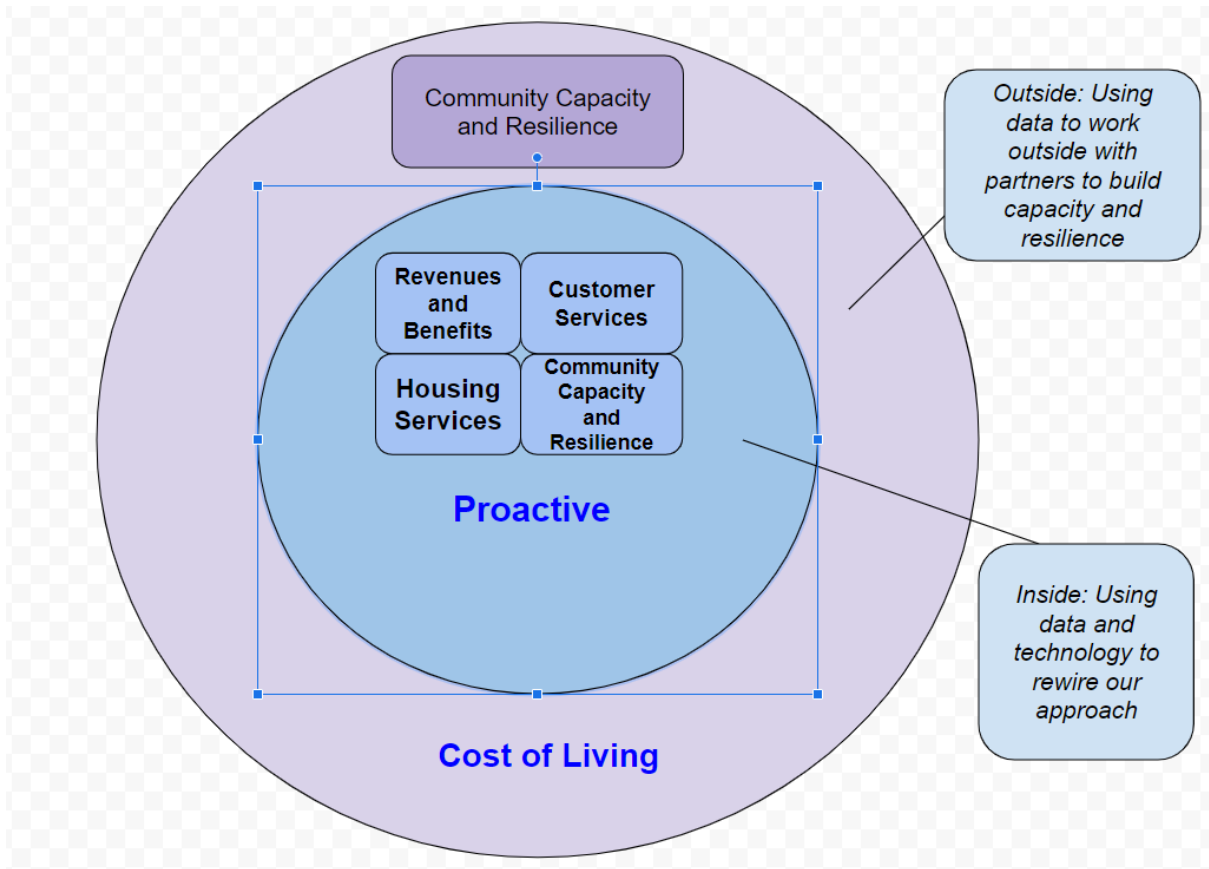 Community Capacity
and Resilience
Outside: Using
data to work
outside with
partners to build
capacity and
resilience
Revenues
and
Benefits
Customer
Services
Housing
Services
Community
Capacity
and
Resilience
Proactive
Inside: Using
data and
technology to
rewire our
approach
Cost of Living